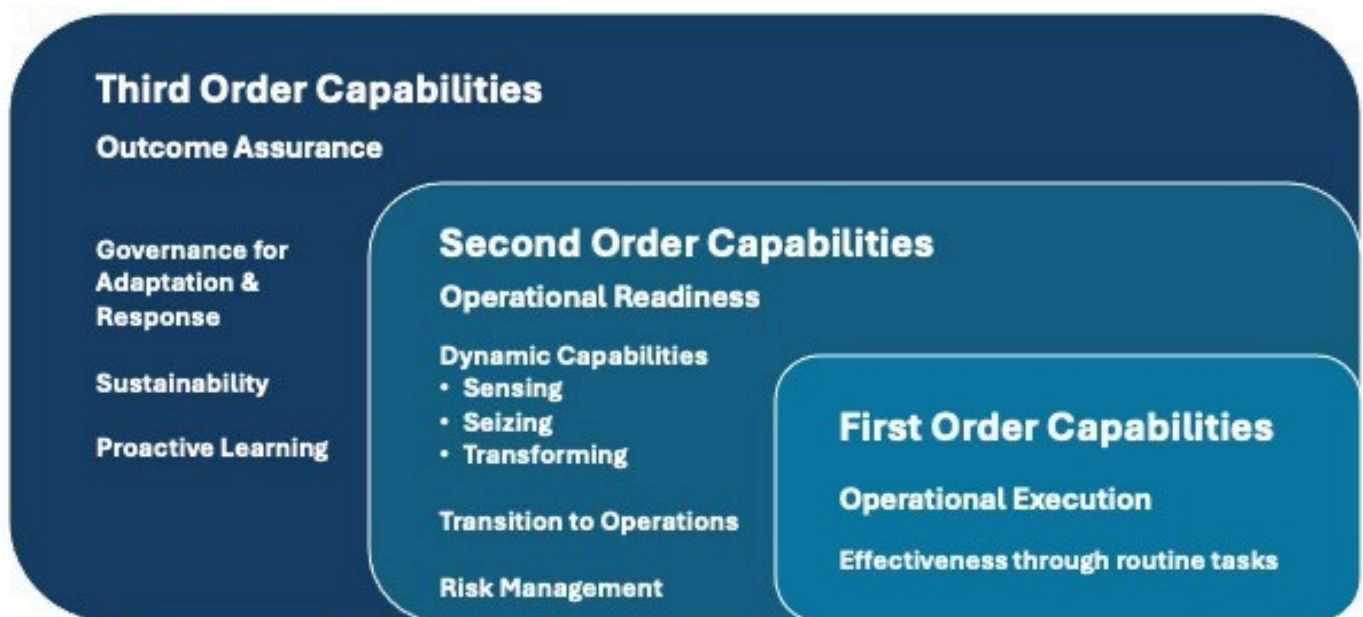 Third Order Capabilities
Outcome Assurance
Governance for
Adaptation &
Response
Sustainability
Proactive Learning
Second Order Capabilities
Operational Readiness
Dynamic Capabilities
• Sensing
• Seizing
• Transforming
Transition to Operations
Risk Management
First Order Capabilities
Operational Execution
Effectiveness through routine tasks